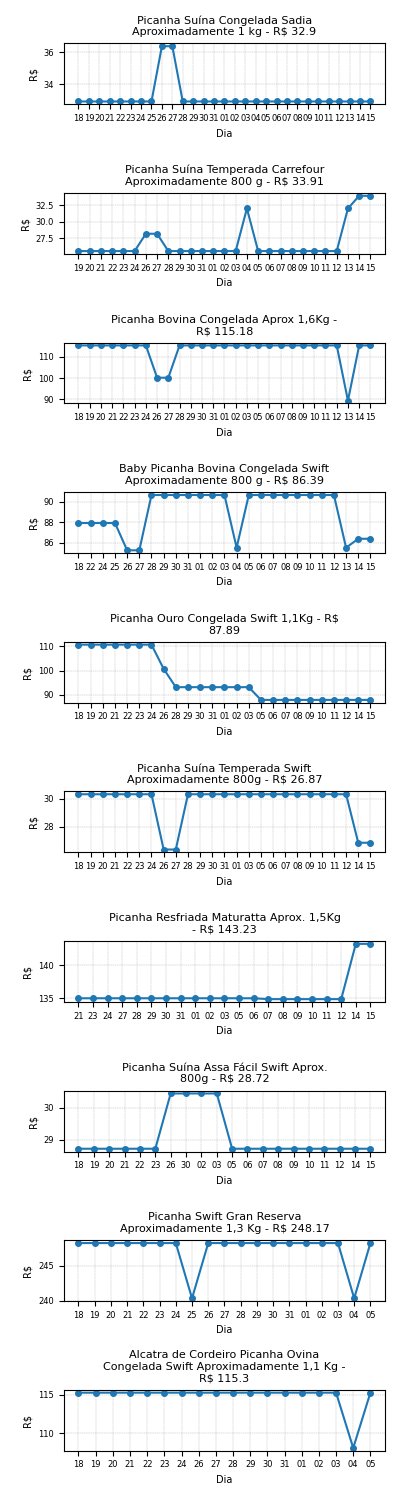 Picanha Suína Congelada Sadia
Aproximadamente 1 kg - R$ 32.9
36
34
R$
18 19 20 21 22 23 24 25 26 27 28 29 30 31 01 02 03 04 05 06 07 08 09 10 11 12 13 14 15
Dia
Picanha Suína Temperada Carrefour
Aproximadamente 800 g - R$ 33.91
32.5
30.0
27.5
R$
19 20 21 22 23 24 26 27 28 29 30 31 01 02 03 04 05 06 07 08 09 10 11 12 13 14 15
Dia
Picanha Bovina Congelada Aprox 1,6Kg -
R$ 115.18
110
100
90
R$
18 19 20 21 22 24 25 26 27 28 29 30 31 01 02 03 04 05 06 07 08 09 10 11 12 13 14 15
Dia
Baby Picanha Bovina Congelada Swift
Aproximadamente 800 g - R$ 86.39
90
88
86
R$
18 22 24 25 26 27 28 29 30 31 01 02 03 04 05 06 07 08 09 10 11 12 13 14 15
Dia
Picanha Ouro Congelada Swift 1,1Kg - R$
87.89
110
100
90
R$
18 19 20 21 22 23 24 26 28 29 30 31 01 02 03 05 06 07 08 09 10 11 12 14 15
Dia
Picanha Suína Temperada Swift
Aproximadamente 800g - R$ 26.87
30
28
R$
18 19 20 21 22 23 24 26 27 28 29 30 31 01 03 04 05 06 07 08 09 10 12 13 14 15
Dia
Picanha Resfriada Maturatta Aprox. 1,5Kg
- R$ 143.23
140
135
R$
21 23 24 27 28 29 30 31 01 02 03 04 05 06 07 08 09 11 12 14 15
Dia
Picanha Suína Assa Fácil Swift Aprox.
800g - R$ 28.72
30
29
R$
18 19 20 21 22 23 26 30 02 03 05 06 07 08 09 10 11 12 14 15
Dia
Picanha Swift Gran Reserva
Aproximadamente 1,3 Kg - R$ 248.17
245
240
R$
18 19 20 21 22 23 24 25 26 27 28 29 30 31 01 02 03 04 05
Dia
Alcatra de Cordeiro Picanha Ovina
Congelada Swift Aproximadamente 1,1 Kg -
R$ 115.3
115
110
R$
18 19 20 21 22 23 24 26 27 28 29 30 31 01 02 03 04 05
Dia